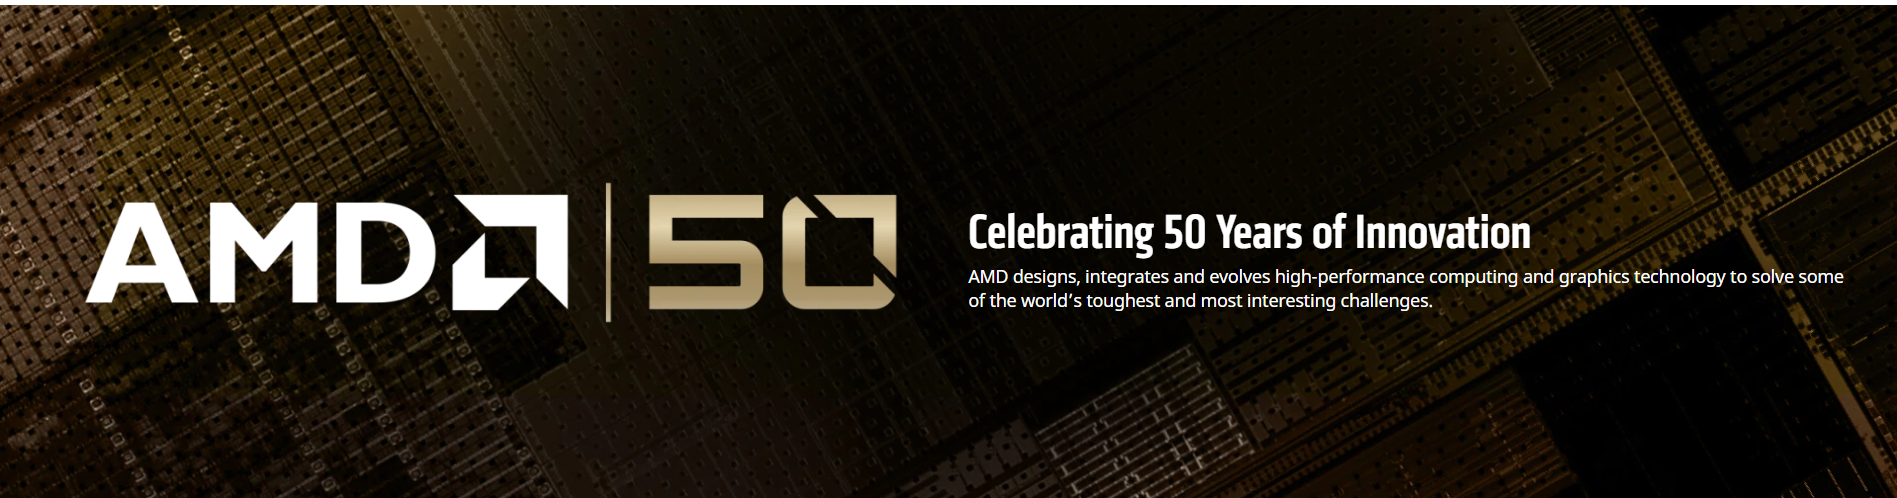 AMD 50
Celebrating 50 Years of Innovation
AMD designs, integrates and evolves high-performance computing and graphics technology to solve some
of the world’s toughest and most interesting challenges.